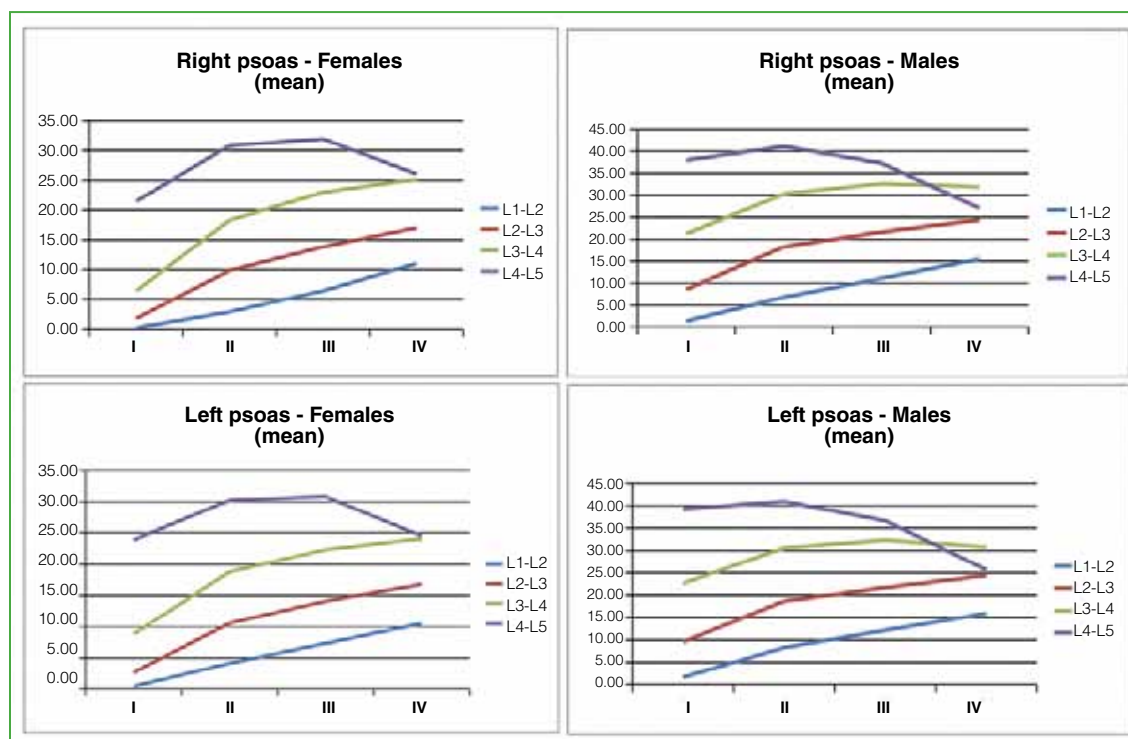 Right psoas - Females
(mean)
35.00
30.00
25.00
20.00
15.00
10.00
5.00
0.00
I II III IV
L1-L2
L2-L3
L3-L4
L4-L5
Right psoas - Males
(mean)
45.00
40.00
35.00
30.00
25.00
20.00
15.00
10.00
5.00
0.00
I II III IV
L1-L2
L2-L3
L3-L4
L4-L5
Left psoas - Females
(mean)
35.00
30.00
25.00
20.00
15.00
10.00
5.00
0.00
I II III IV
L1-L2
L2-L3
L3-L4
L4-L5
Left psoas - Males
(mean)
45.00
40.00
35.00
30.00
25.00
20.00
15.00
10.00
5.00
0.00
I II III IV
L1-L2
L2-L3
L3-L4
L4-L5